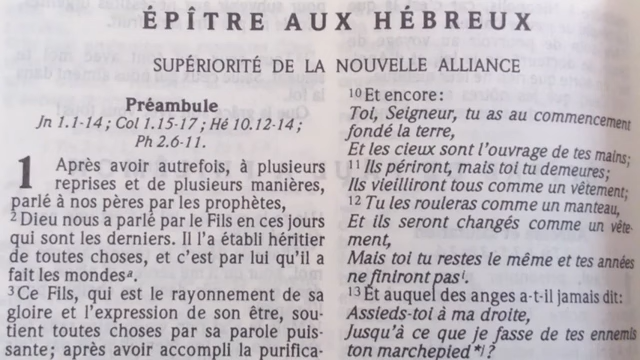 ÉPÎTRE AUX HÉBREUX
SUPÉRIORITÉ DE LA NOUVELLE ALLIANCE
Préambule
Jn 1.1-14 ; Col 1.15-17 ; Hé 10.12-14 ;
Ph 2.6-11.
1 Après avoir autrefois, à plusieurs
reprises et de plusieurs manières,
parlé à nos pères par les prophètes,
2 Dieu nous a parlé par le Fils en ces jours
qui sont les derniers. Il l'a établi héritier
de toutes choses, et c'est par lui qu'il a
fait les mondesa.
3 Ce Fils, qui est le rayonnement de sa
gloire et l'expression de son être, sou-
tient toutes choses par sa parole puis-
sante ; après avoir accompli la purifica-
10 Et encore :
Toi, Seigneur, tu as au commencement
fondé la terre,
Et les cieux sont l'ouvrage de tes mains ;
11 Ils périront, mais toi tu demeures ;
Ils vieilliront tous comme un vêtement ;
12 Tu les rouleras comme un manteau,
Et ils seront changés comme un vête-
ment,
Mais toi tu restes le même et tes années
ne finiront pasi.
13 Et auquel des anges a-t-il jamais dit :
Assieds-toi à ma droite,
Jusqu'à ce que je fasse de tes ennemis
ton marchepied*j ?